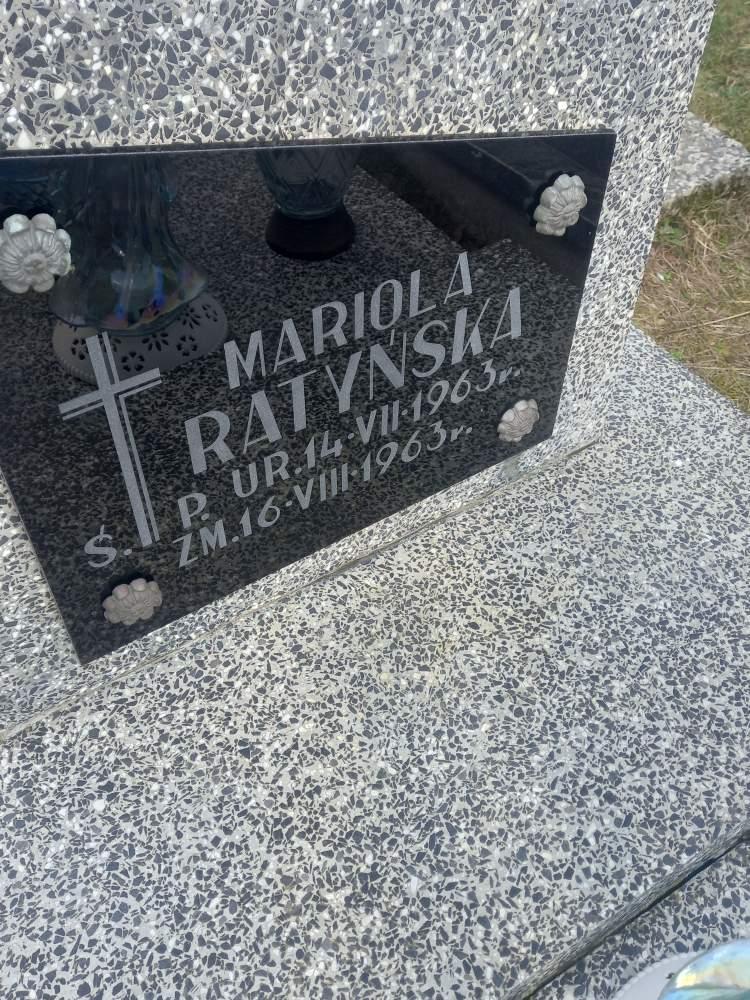 MARIOLA
RATYŃSKA
Ś. P. UR. 14·VII·1963r.
ZM. 16·VIII·1963r.